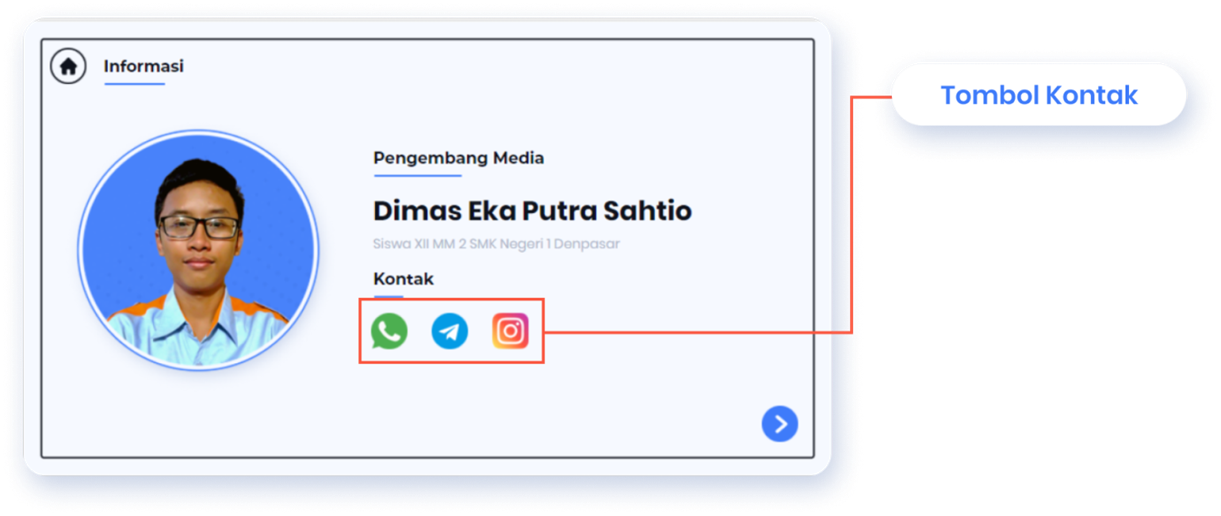 Informasi
Tombol Kontak
Pengembang Media
Dimas Eka Putra Sahtio
Siswa XII MM 2 SMK Negeri 1 Denpasar
Kontak